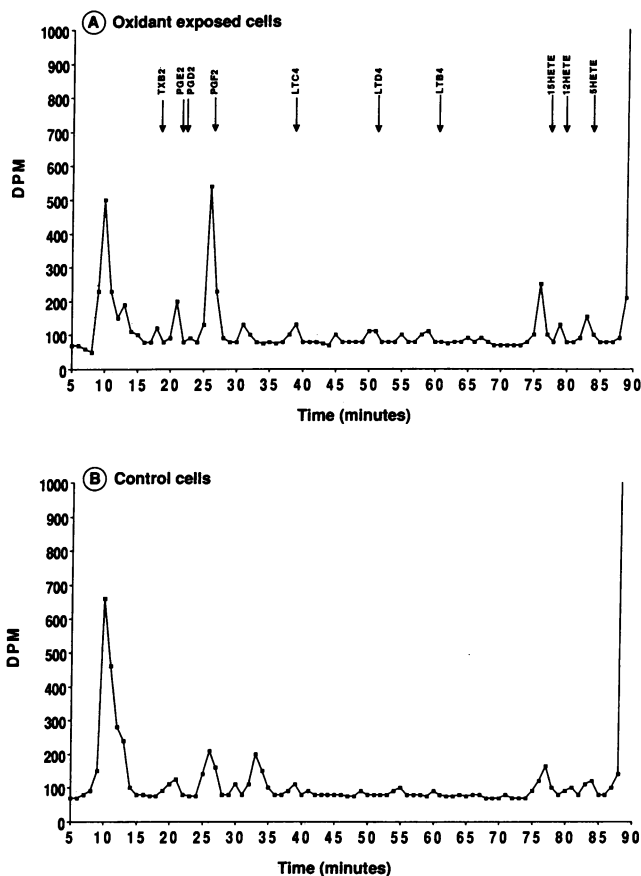 A Oxidant exposed cells
TXB2
PGE2
PGD2
PGF2
LTC4
LTD4
LTB4
15HETE
12HETE
5HETE
DPM
1000
900
800
700
600
500
400
300
200
100
0
5 10 15 20 25 30 35 40 45 50 55 60 65 70 75 80 85 90
Time (minutes)
B Control cells
DPM
1000
900
800
700
600
500
400
300
200
100
0
5 10 15 20 25 30 35 40 45 50 55 60 65 70 75 80 85 90
Time (minutes)